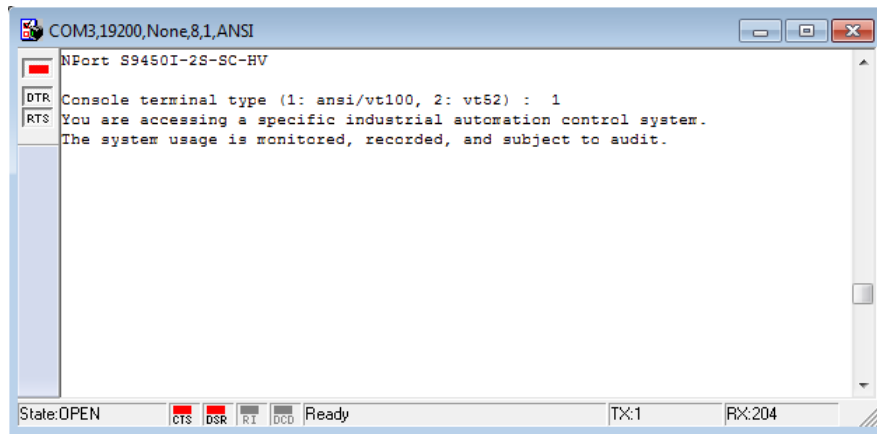 COM3,19200,None,8,1,ANSI
NPort S9450I-2S-SC-HV
DTR
Console terminal type (1: ansi/vt100, 2: vt52) :  1
RTS
You are accessing a specific industrial automation control system.
The system usage is monitored, recorded, and subject to audit.
State:OPEN CTS DSR RI DCD Ready TX:1 RX:204